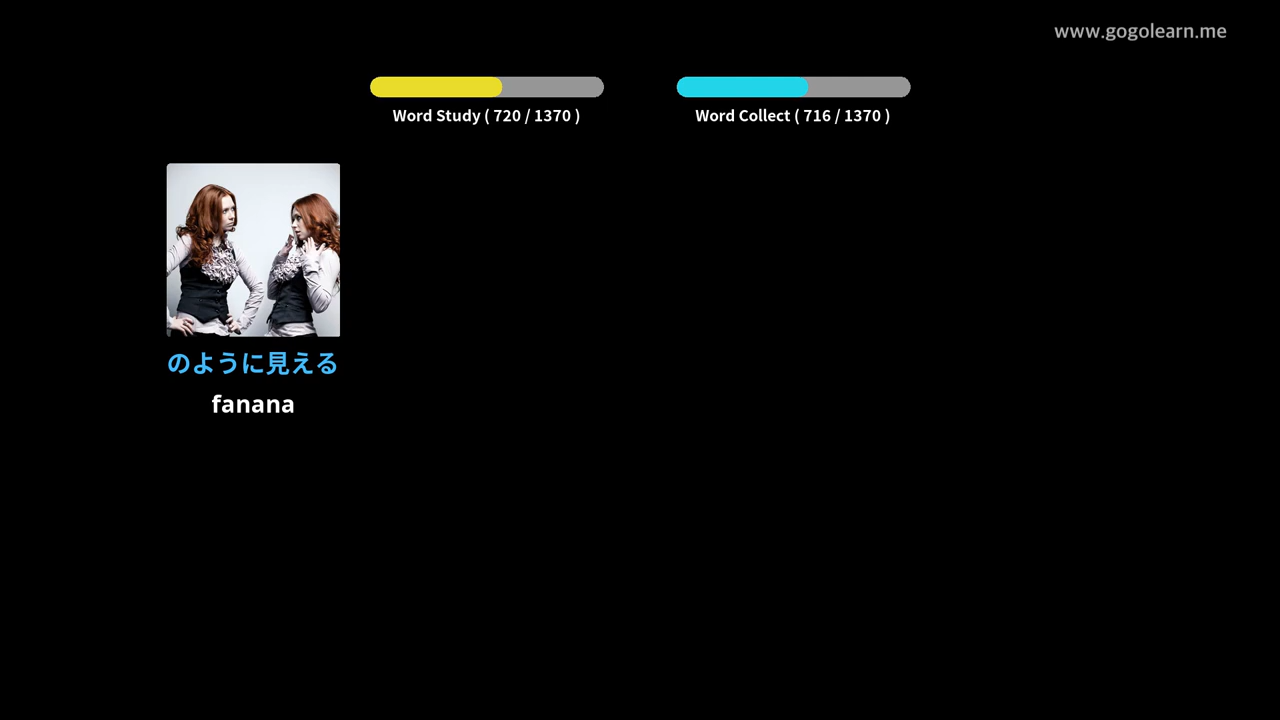 www.gogolearn.me
Word Study ( 720 / 1370 )
Word Collect ( 716 / 1370 )
のように見える
fanana